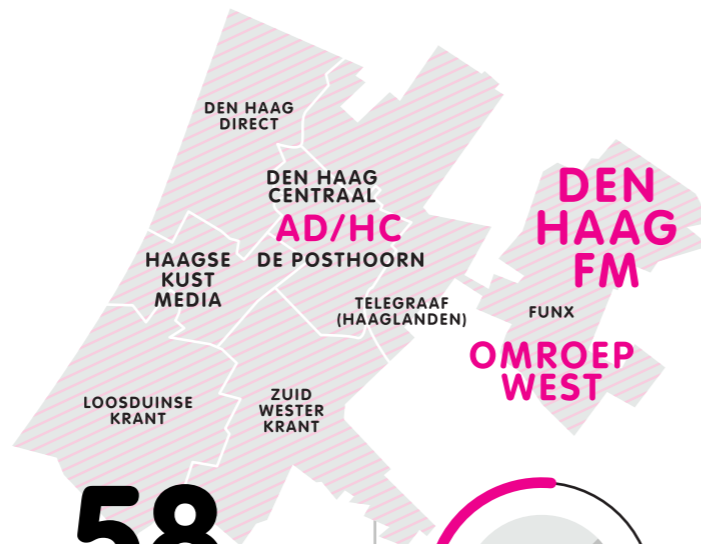 DEN HAAG
DIRECT
DEN HAAG
CENTRAAL
AD/HC
DE POSTHOORN
HAAGSE
KUST
MEDIA
TELEGRAAF
(HAAGLANDEN)
DEN
HAAG
FM
FUNX
OMROEP
WEST
LOOSDUINSE
KRANT
ZUID
WESTER
KRANT
58